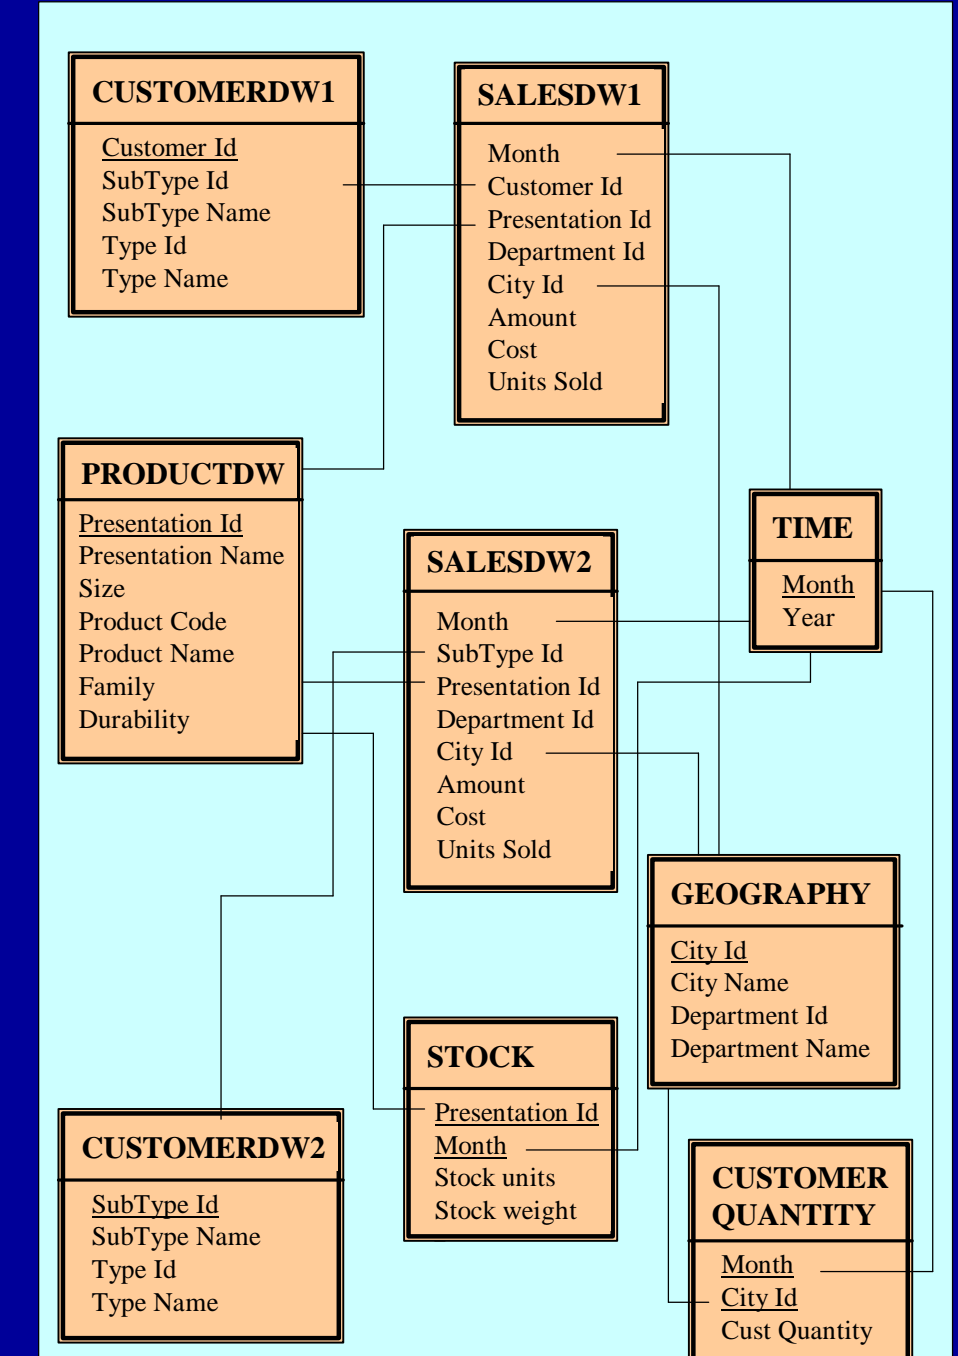 CUSTOMERDW1
Customer Id
SubType Id
SubType Name
Type Id
Type Name
SALESDW1
Month
Customer Id
Presentation Id
Department Id
City Id
Amount
Cost
Units Sold
PRODUCTDW
Presentation Id
Presentation Name
Size
Product Code
Product Name
Family
Durability
SALESDW2
Month
SubType Id
Presentation Id
Department Id
City Id
Amount
Cost
Units Sold
TIME
Month
Year
GEOGRAPHY
City Id
City Name
Department Id
Department Name
STOCK
Presentation Id
Month
Stock units
Stock weight
CUSTOMERDW2
SubType Id
SubType Name
Type Id
Type Name
CUSTOMER
QUANTITY
Month
City Id
Cust Quantity